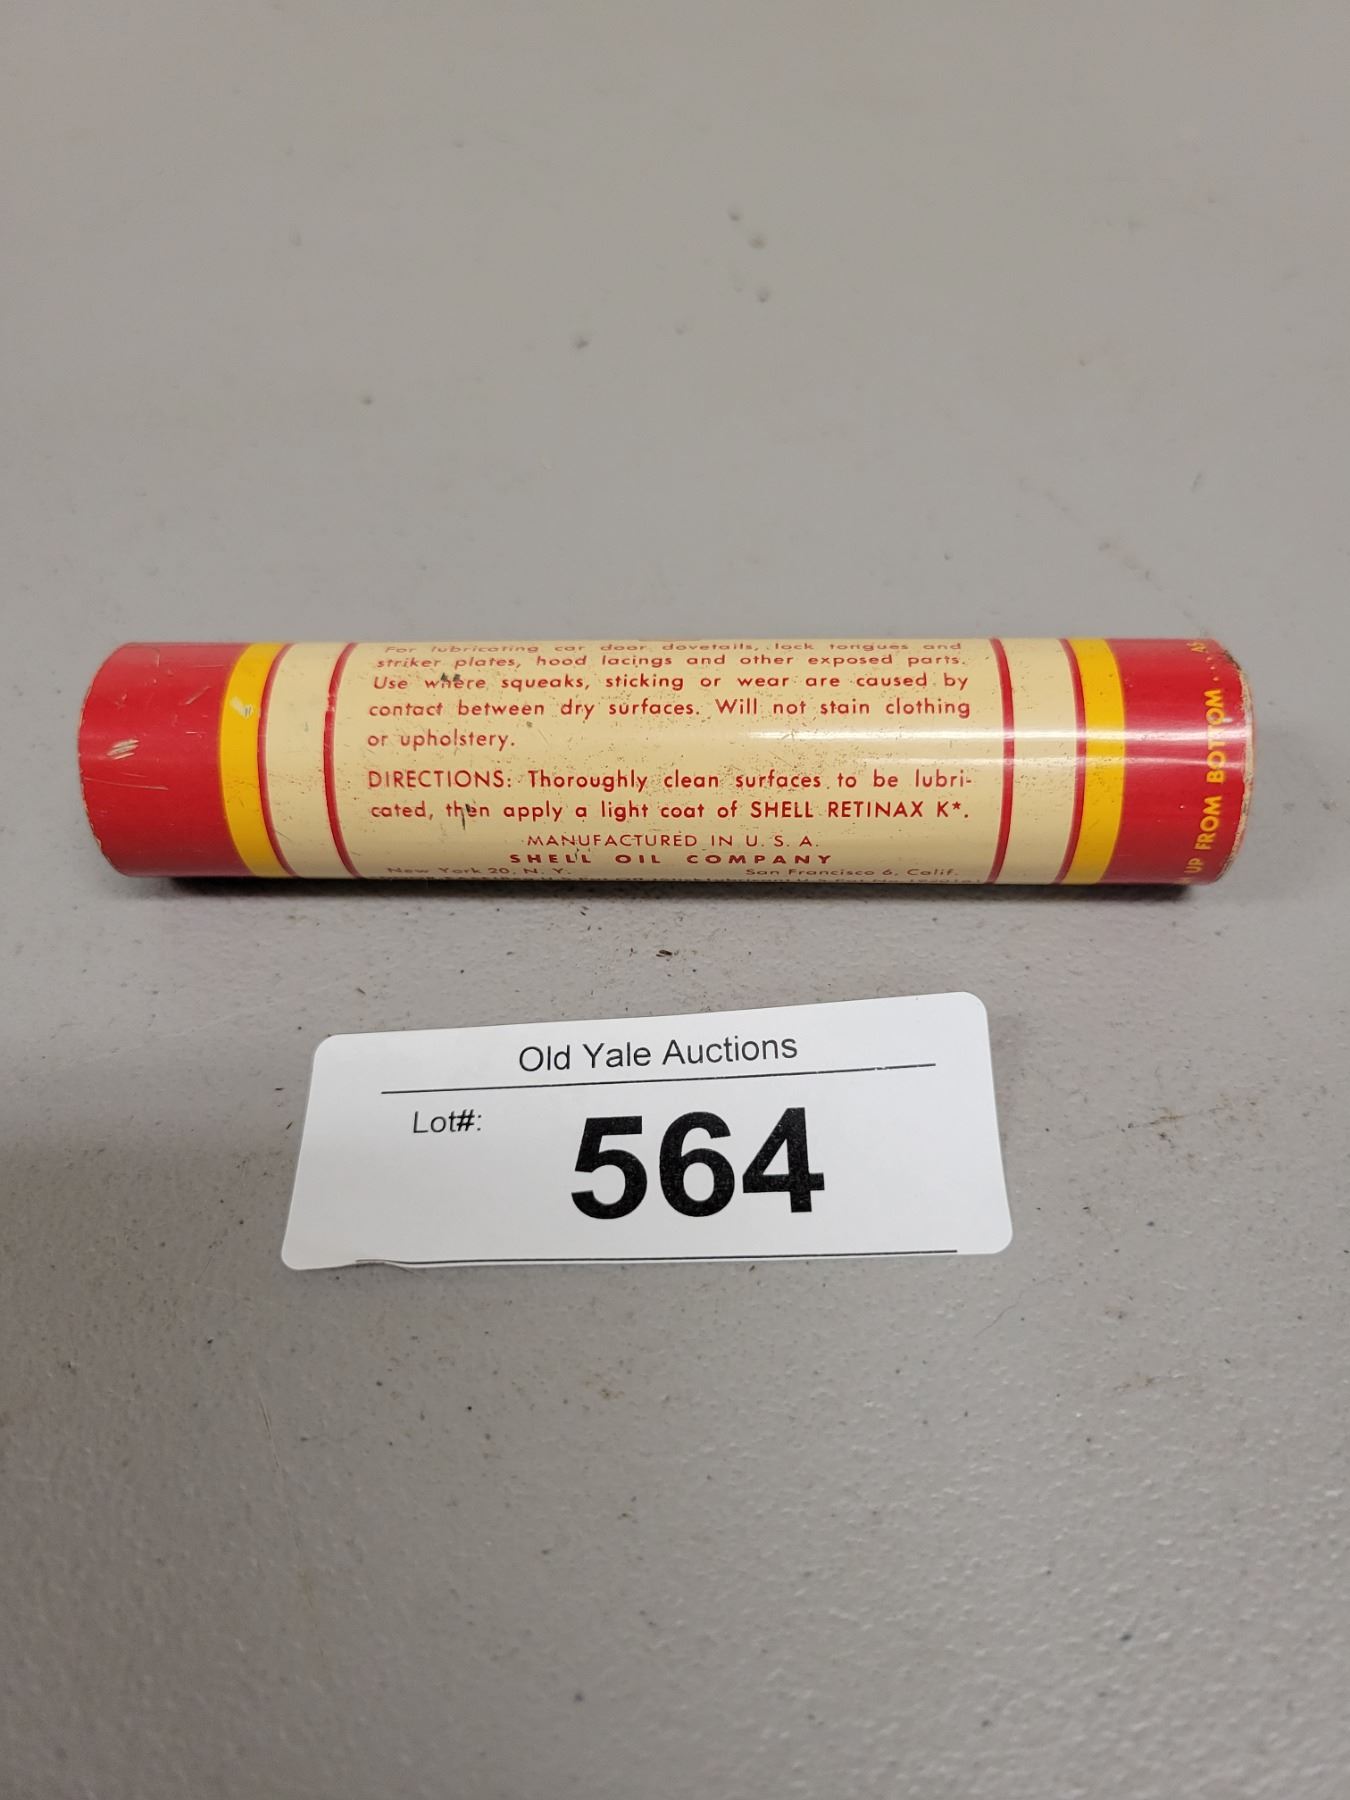 For lubricating car door dovetails, lock tongues and
striker plates, hood lacings and other exposed parts.
Use where squeaks, sticking or wear are caused by
contact between dry surfaces. Will not stain clothing
or upholstery.
DIRECTIONS: Thoroughly clean surfaces to be lubri-
cated, then apply a light coat of SHELL RETINAX K*.
MANUFACTURED IN U. S. A.
SHELL OIL COMPANY
New York 20, N. Y. San Francisco 6, Calif.
UP FROM BOTTOM
Old Yale Auctions
Lot#: 564